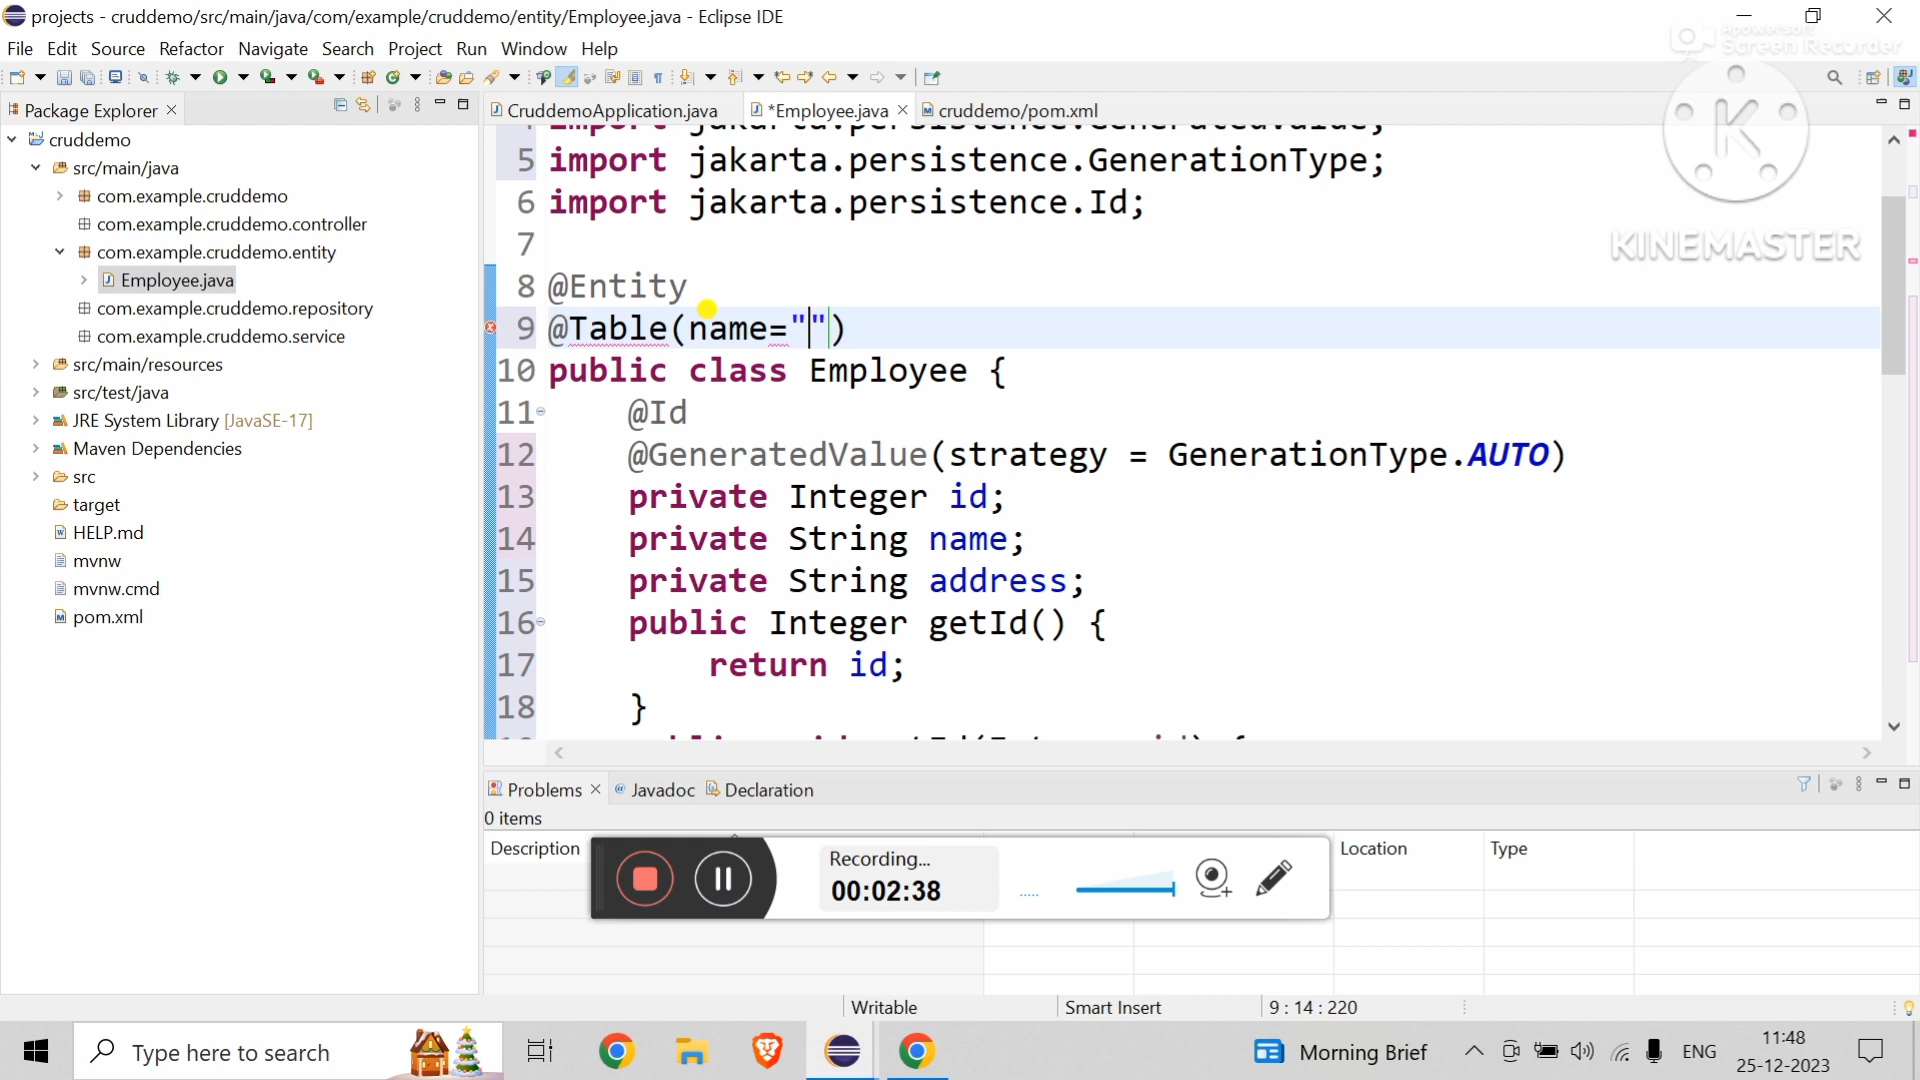 projects - cruddemo/src/main/java/com/example/cruddemo/entity/Employee.java - Eclipse IDE
File Edit Source Refactor Navigate Search Project Run Window Help
Apowersoft
Screen Recorder
Package Explorer
CruddemoApplication.java
*Employee.java
cruddemo/pom.xml
cruddemo
src/main/java
com.example.cruddemo
com.example.cruddemo.controller
com.example.cruddemo.entity
Employee.java
com.example.cruddemo.repository
com.example.cruddemo.service
src/main/resources
src/test/java
JRE System Library [JavaSE-17]
Maven Dependencies
src
target
HELP.md
mvnw
mvnw.cmd
pom.xml
4 import jakarta.persistence.GeneratedValue;
5 import jakarta.persistence.GenerationType;
6 import jakarta.persistence.Id;
7
8 @Entity
9 @Table(name="")
10 public class Employee {
11 @Id
12 @GeneratedValue(strategy = GenerationType.AUTO)
13 private Integer id;
14 private String name;
15 private String address;
16 public Integer getId() {
17 return id;
18 }
K
KINEMASTER
Problems
@ Javadoc
Declaration
0 items
Description
Location
Type
Recording...
00:02:38
Writable
Smart Insert
9 : 14 : 220
Type here to search
Morning Brief
ENG
11:48
25-12-2023